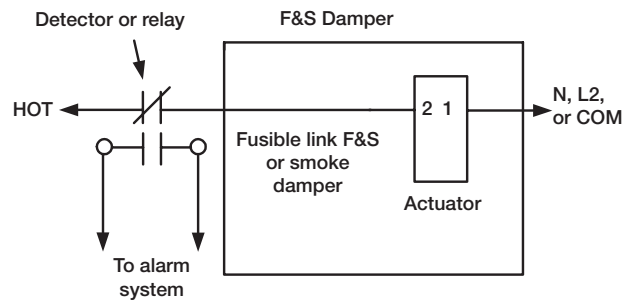 Detector or relay
F&S Damper
HOT
2 1
N, L2,
or COM
Fusible link F&S
or smoke
damper
Actuator
To alarm
system